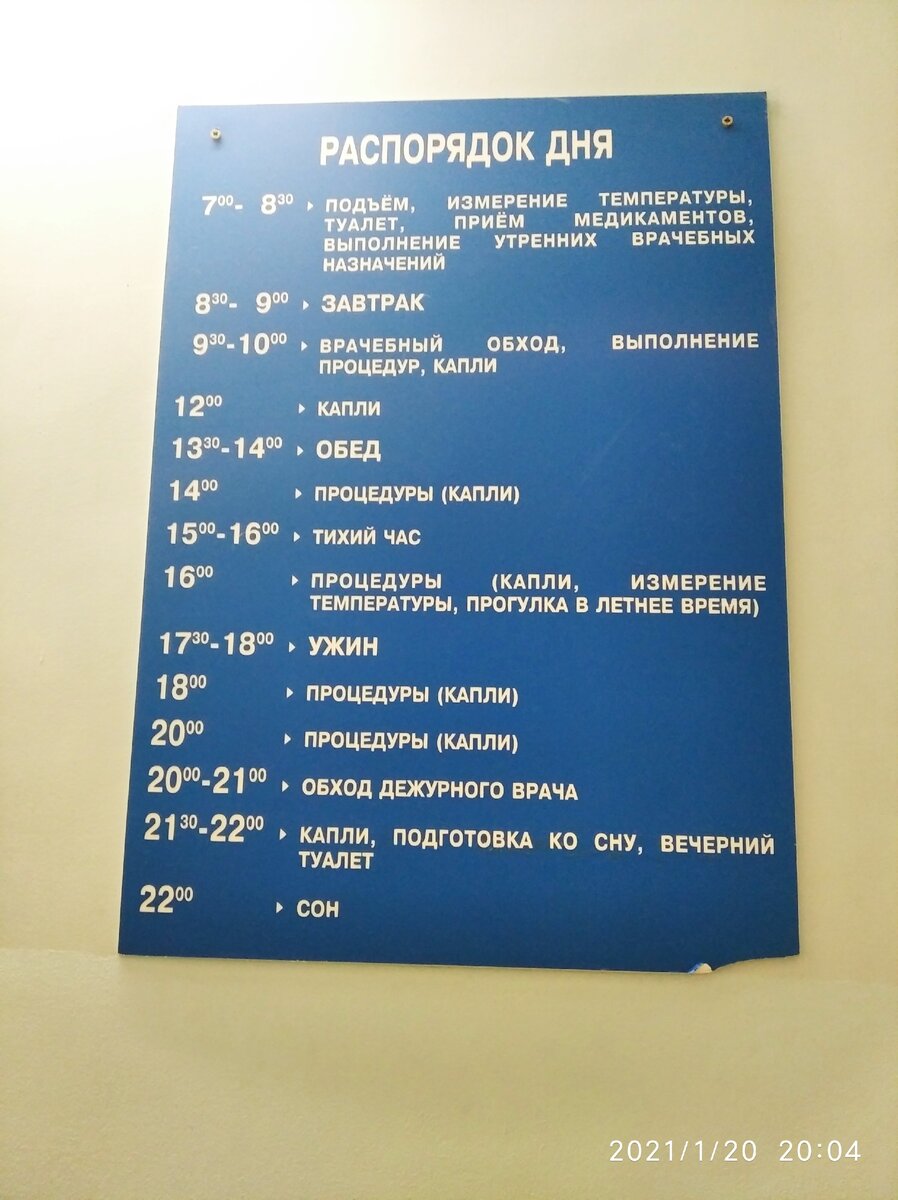 РАСПОРЯДОК ДНЯ
7⁰⁰- 8³⁰ ▸ ПОДЪЁМ, ИЗМЕРЕНИЕ ТЕМПЕРАТУРЫ,
ТУАЛЕТ, ПРИЁМ МЕДИКАМЕНТОВ,
ВЫПОЛНЕНИЕ УТРЕННИХ ВРАЧЕБНЫХ
НАЗНАЧЕНИЙ
8³⁰- 9⁰⁰ ▸ ЗАВТРАК
9³⁰-10⁰⁰ ▸ ВРАЧЕБНЫЙ ОБХОД, ВЫПОЛНЕНИЕ
ПРОЦЕДУР, КАПЛИ
12⁰⁰ ▸ КАПЛИ
13³⁰-14⁰⁰ ▸ ОБЕД
14⁰⁰ ▸ ПРОЦЕДУРЫ (КАПЛИ)
15⁰⁰-16⁰⁰ ▸ ТИХИЙ ЧАС
16⁰⁰ ▸ ПРОЦЕДУРЫ (КАПЛИ, ИЗМЕРЕНИЕ
ТЕМПЕРАТУРЫ, ПРОГУЛКА В ЛЕТНЕЕ ВРЕМЯ)
17³⁰-18⁰⁰ ▸ УЖИН
18⁰⁰ ▸ ПРОЦЕДУРЫ (КАПЛИ)
20⁰⁰ ▸ ПРОЦЕДУРЫ (КАПЛИ)
20⁰⁰-21⁰⁰ ▸ ОБХОД ДЕЖУРНОГО ВРАЧА
21³⁰-22⁰⁰ ▸ КАПЛИ, ПОДГОТОВКА КО СНУ, ВЕЧЕРНИЙ
ТУАЛЕТ
22⁰⁰ ▸ СОН
2021/1/20 20:04